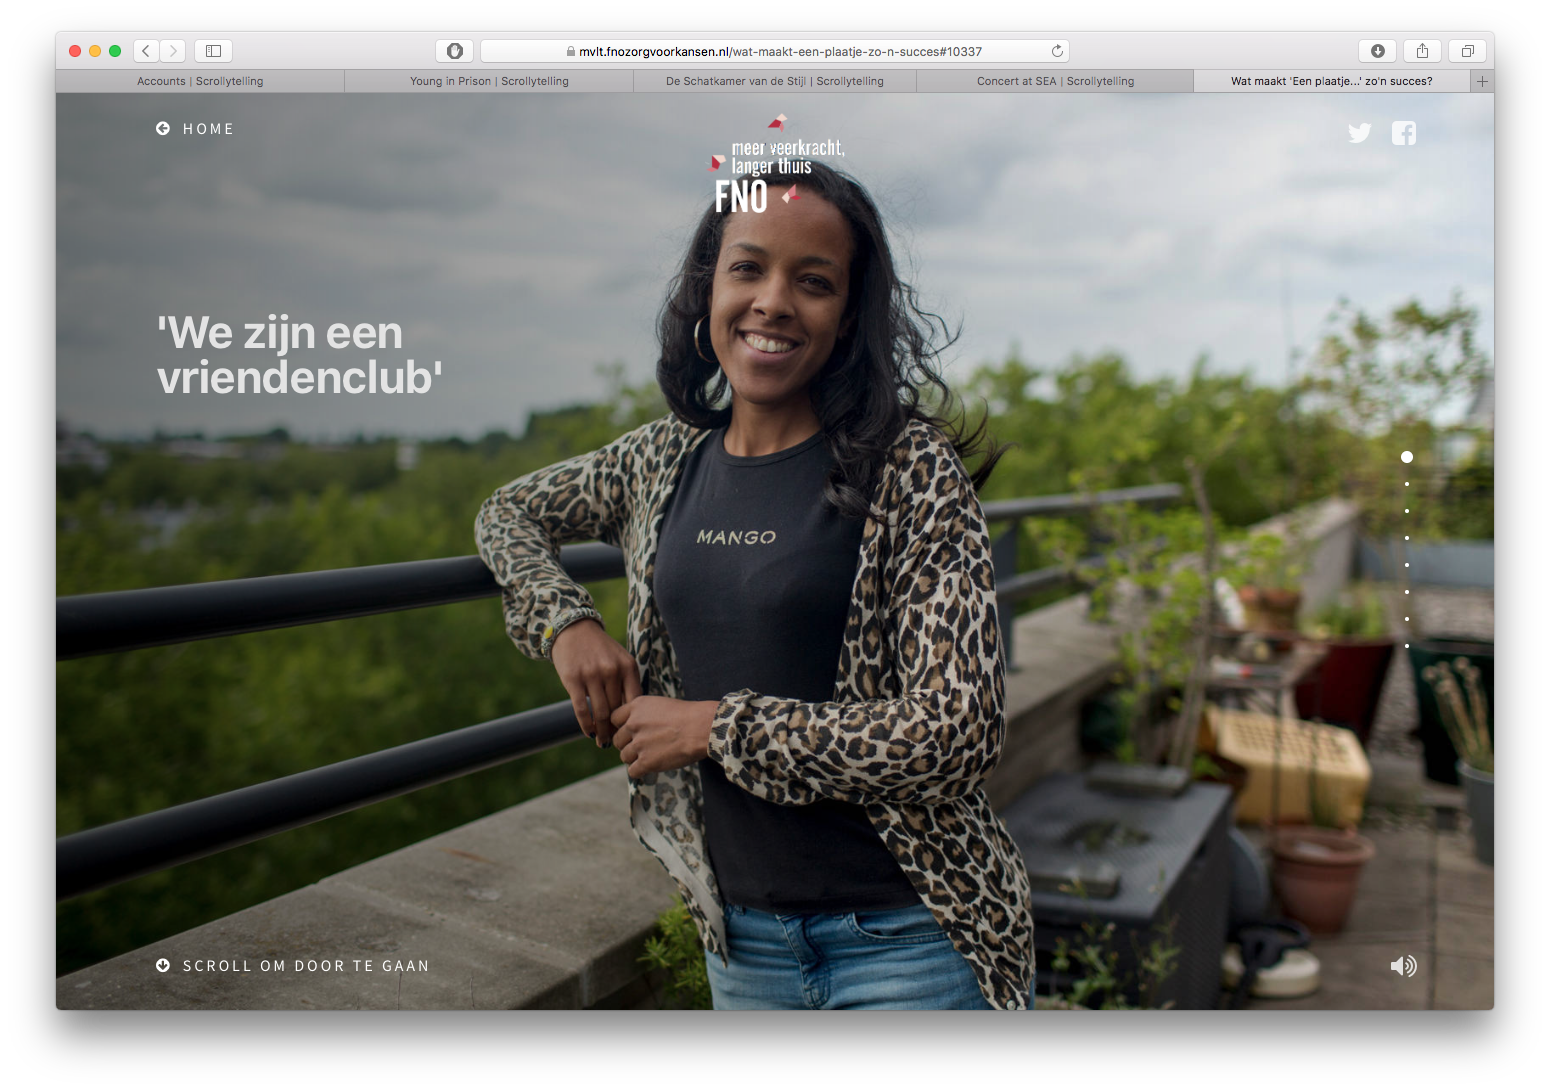 mvlt.fnozorgvoorkansen.nl/wat-maakt-een-plaatje-zo-n-succes#10337
Accounts | Scrollytelling
Young in Prison | Scrollytelling
De Schatkamer van de Stijl | Scrollytelling
Concert at SEA | Scrollytelling
Wat maakt 'Een plaatje...' zo'n succes?
HOME
meer veerkracht,
langer thuis
FNO
'We zijn een
vriendenclub'
MANGO
SCROLL OM DOOR TE GAAN